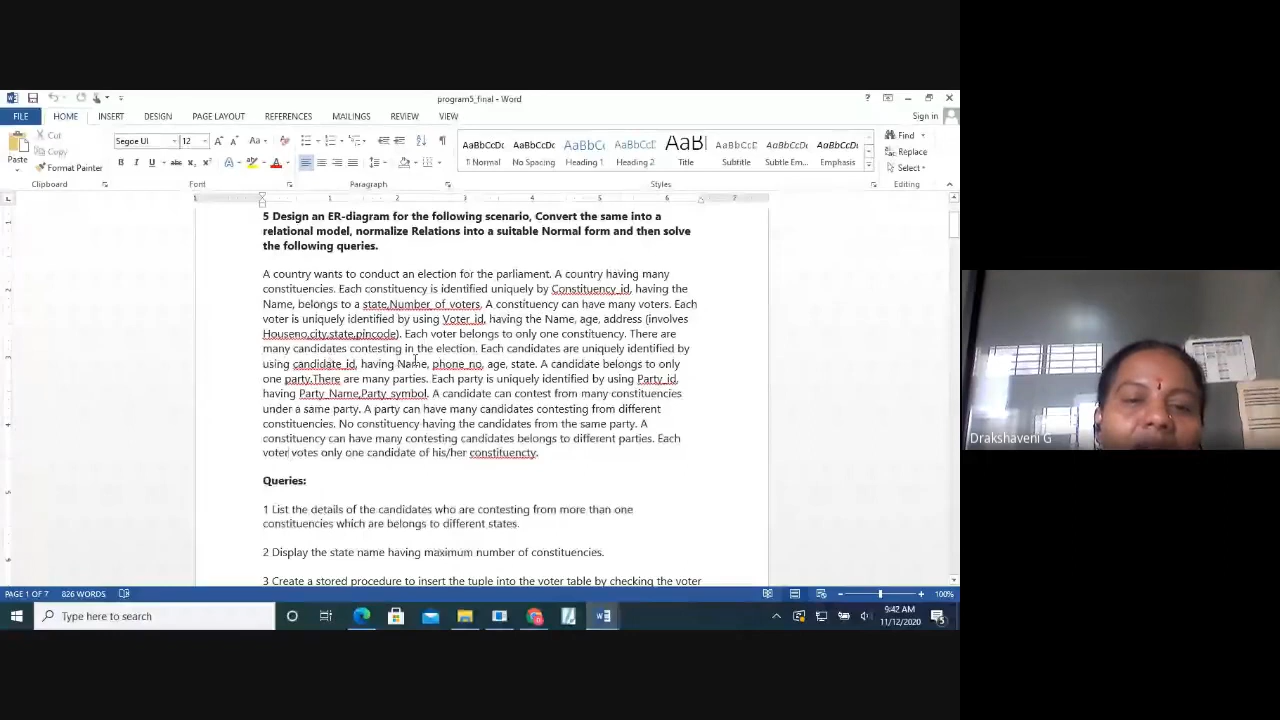 program5_final - Word
Sign in
FILE HOME INSERT DESIGN PAGE LAYOUT REFERENCES MAILINGS REVIEW VIEW
Paste
Cut
Copy
Format Painter
Clipboard
Segoe UI 12
Font
Paragraph
AaBbCcDc AaBbCcDc AaBbCc AaBbCcC AaBl AaBbCcD AaBbCcDc AaBbCcDc
¶ Normal No Spacing Heading 1 Heading 2 Title Subtitle Subtle Em... Emphasis
Styles
Find
Replace
Select
Editing
5 Design an ER-diagram for the following scenario, Convert the same into a
relational model, normalize Relations into a suitable Normal form and then solve
the following queries.
A country wants to conduct an election for the parliament. A country having many
constituencies. Each constituency is identified uniquely by Constituency_id, having the
Name, belongs to a state,Number_of_voters. A constituency can have many voters. Each
voter is uniquely identified by using Voter_id, having the Name, age, address (involves
Houseno,city,state,pincode). Each voter belongs to only one constituency. There are
many candidates contesting in the election. Each candidates are uniquely identified by
using candidate_id, having Name, phone_no, age, state. A candidate belongs to only
one party.There are many parties. Each party is uniquely identified by using Party_id,
having Party_Name,Party_symbol. A candidate can contest from many constituencies
under a same party. A party can have many candidates contesting from different
constituencies. No constituency having the candidates from the same party. A
constituency can have many contesting candidates belongs to different parties. Each
voter votes only one candidate of his/her constituencty.
Queries:
1 List the details of the candidates who are contesting from more than one
constituencies which are belongs to different states.
2 Display the state name having maximum number of constituencies.
3 Create a stored procedure to insert the tuple into the voter table by checking the voter
PAGE 1 OF 7 826 WORDS 100%
Type here to search
9:42 AM
11/12/2020
Drakshaveni G